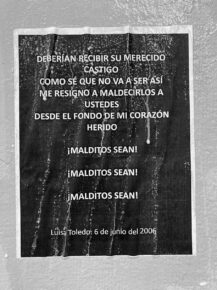 DEBERÍAN RECIBIR SU MERECIDO
CASTIGO
COMO SÉ QUE NO VA A SER ASÍ
ME RESIGNO A MALDECIRLOS A
USTEDES
DESDE EL FONDO DE MI CORAZÓN
HERIDO
¡MALDITOS SEAN!
¡MALDITOS SEAN!
¡MALDITOS SEAN!
Luis, Toledo: 6 de junio del 2006